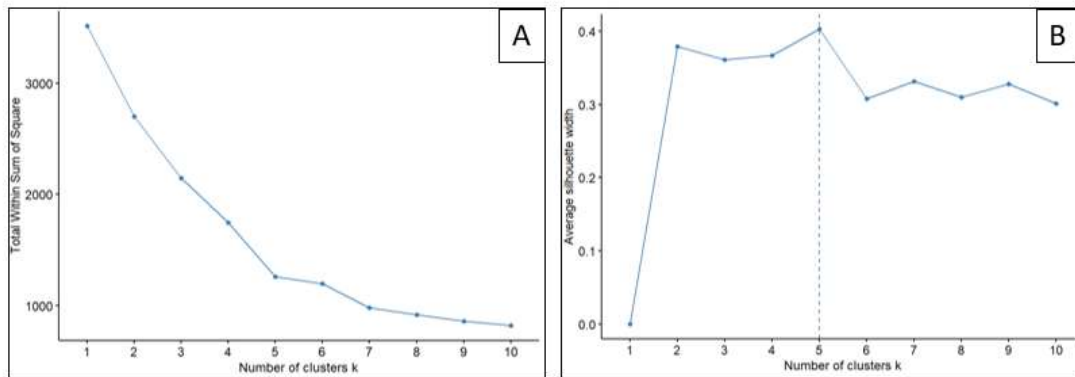 A
Total Within Sum of Square
3000
2000
1000
1 2 3 4 5 6 7 8 9 10
Number of clusters k
B
Average silhouette width
0.4
0.3
0.2
0.1
0.0
1 2 3 4 5 6 7 8 9 10
Number of clusters k